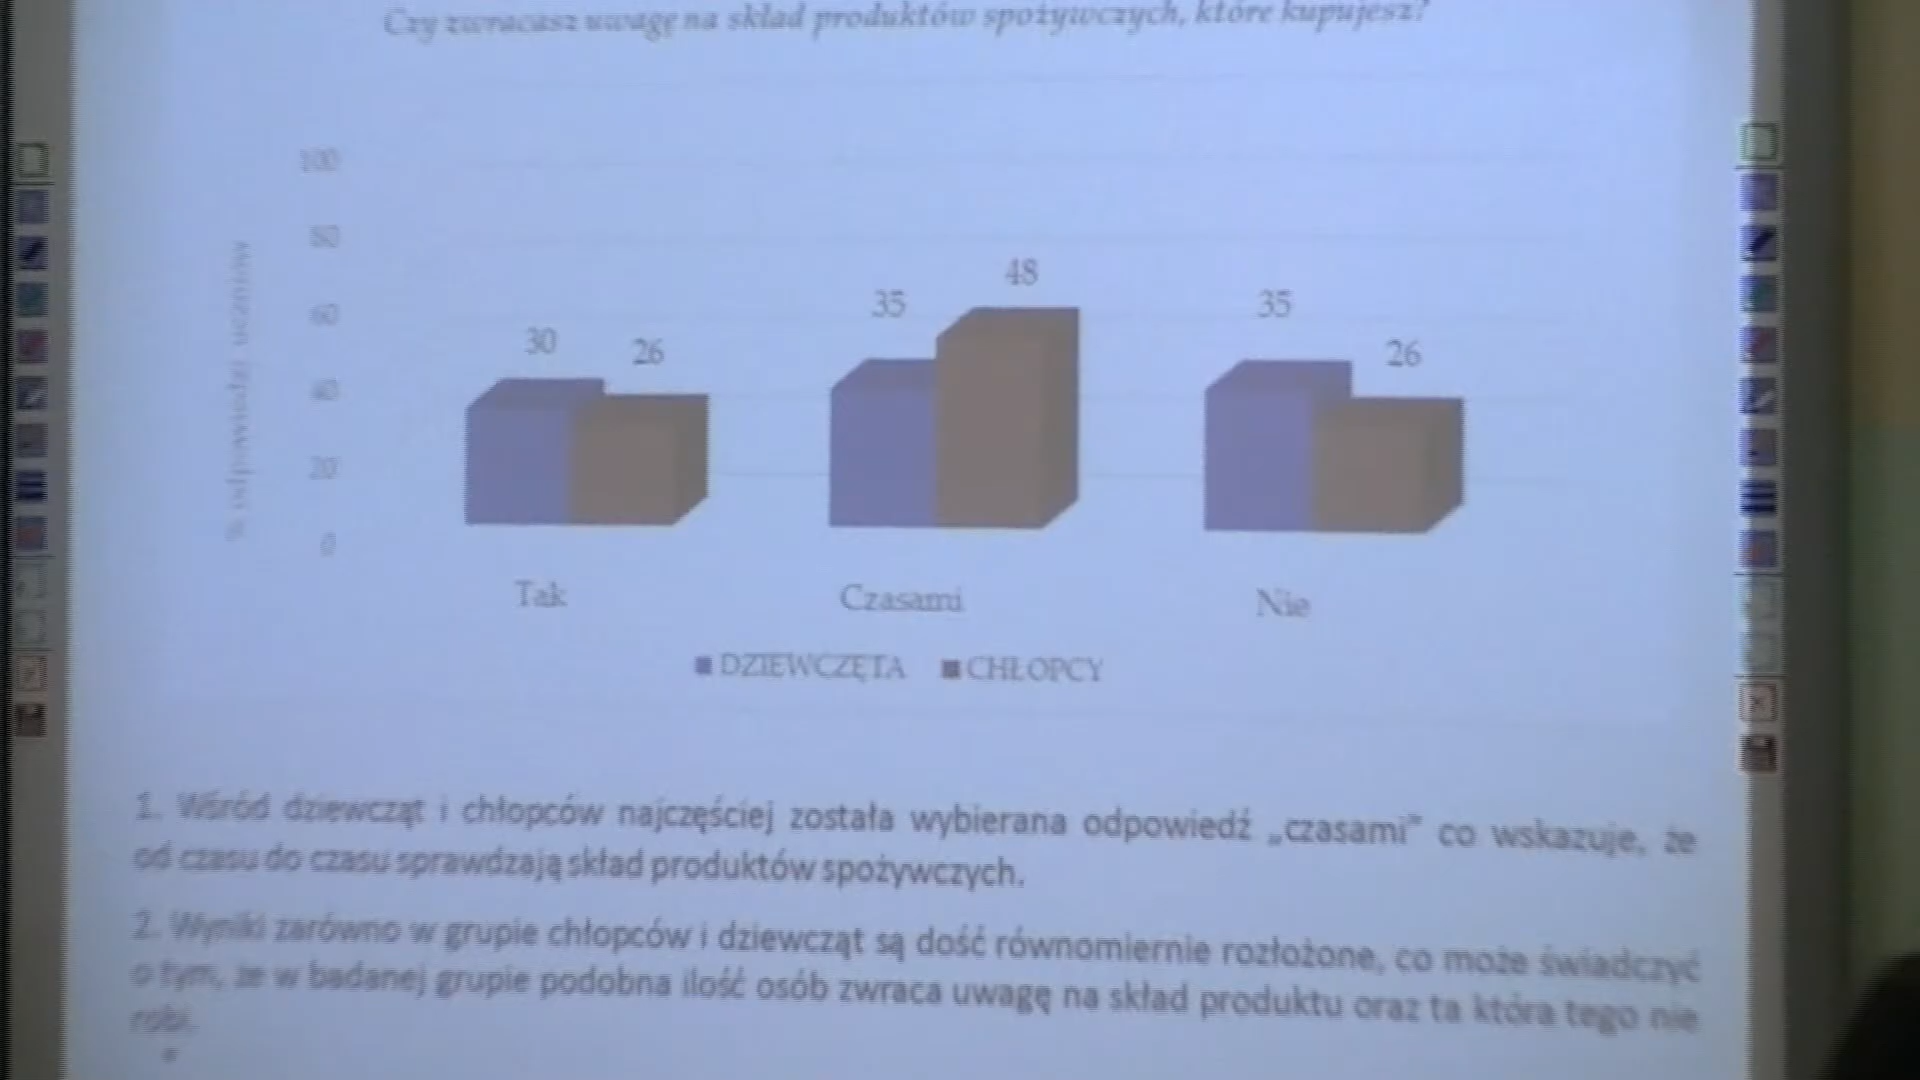 Czy zwracasz uwagę na skład produktów spożywczych, które kupujesz?
100
80
60
40
20
0
% odpowiedzi uczniów
30
26
35
48
35
26
Tak
Czasami
Nie
DZIEWCZĘTA CHŁOPCY
1. Wśród dziewcząt i chłopców najczęściej została wybierana odpowiedź „czasami” co wskazuje, że
od czasu do czasu sprawdzają skład produktów spożywczych.
2. Wyniki zarówno w grupie chłopców i dziewcząt są dość równomiernie rozłożone, co może świadczyć
o tym, że w badanej grupie podobna ilość osób zwraca uwagę na skład produktu oraz ta która tego nie
robi.